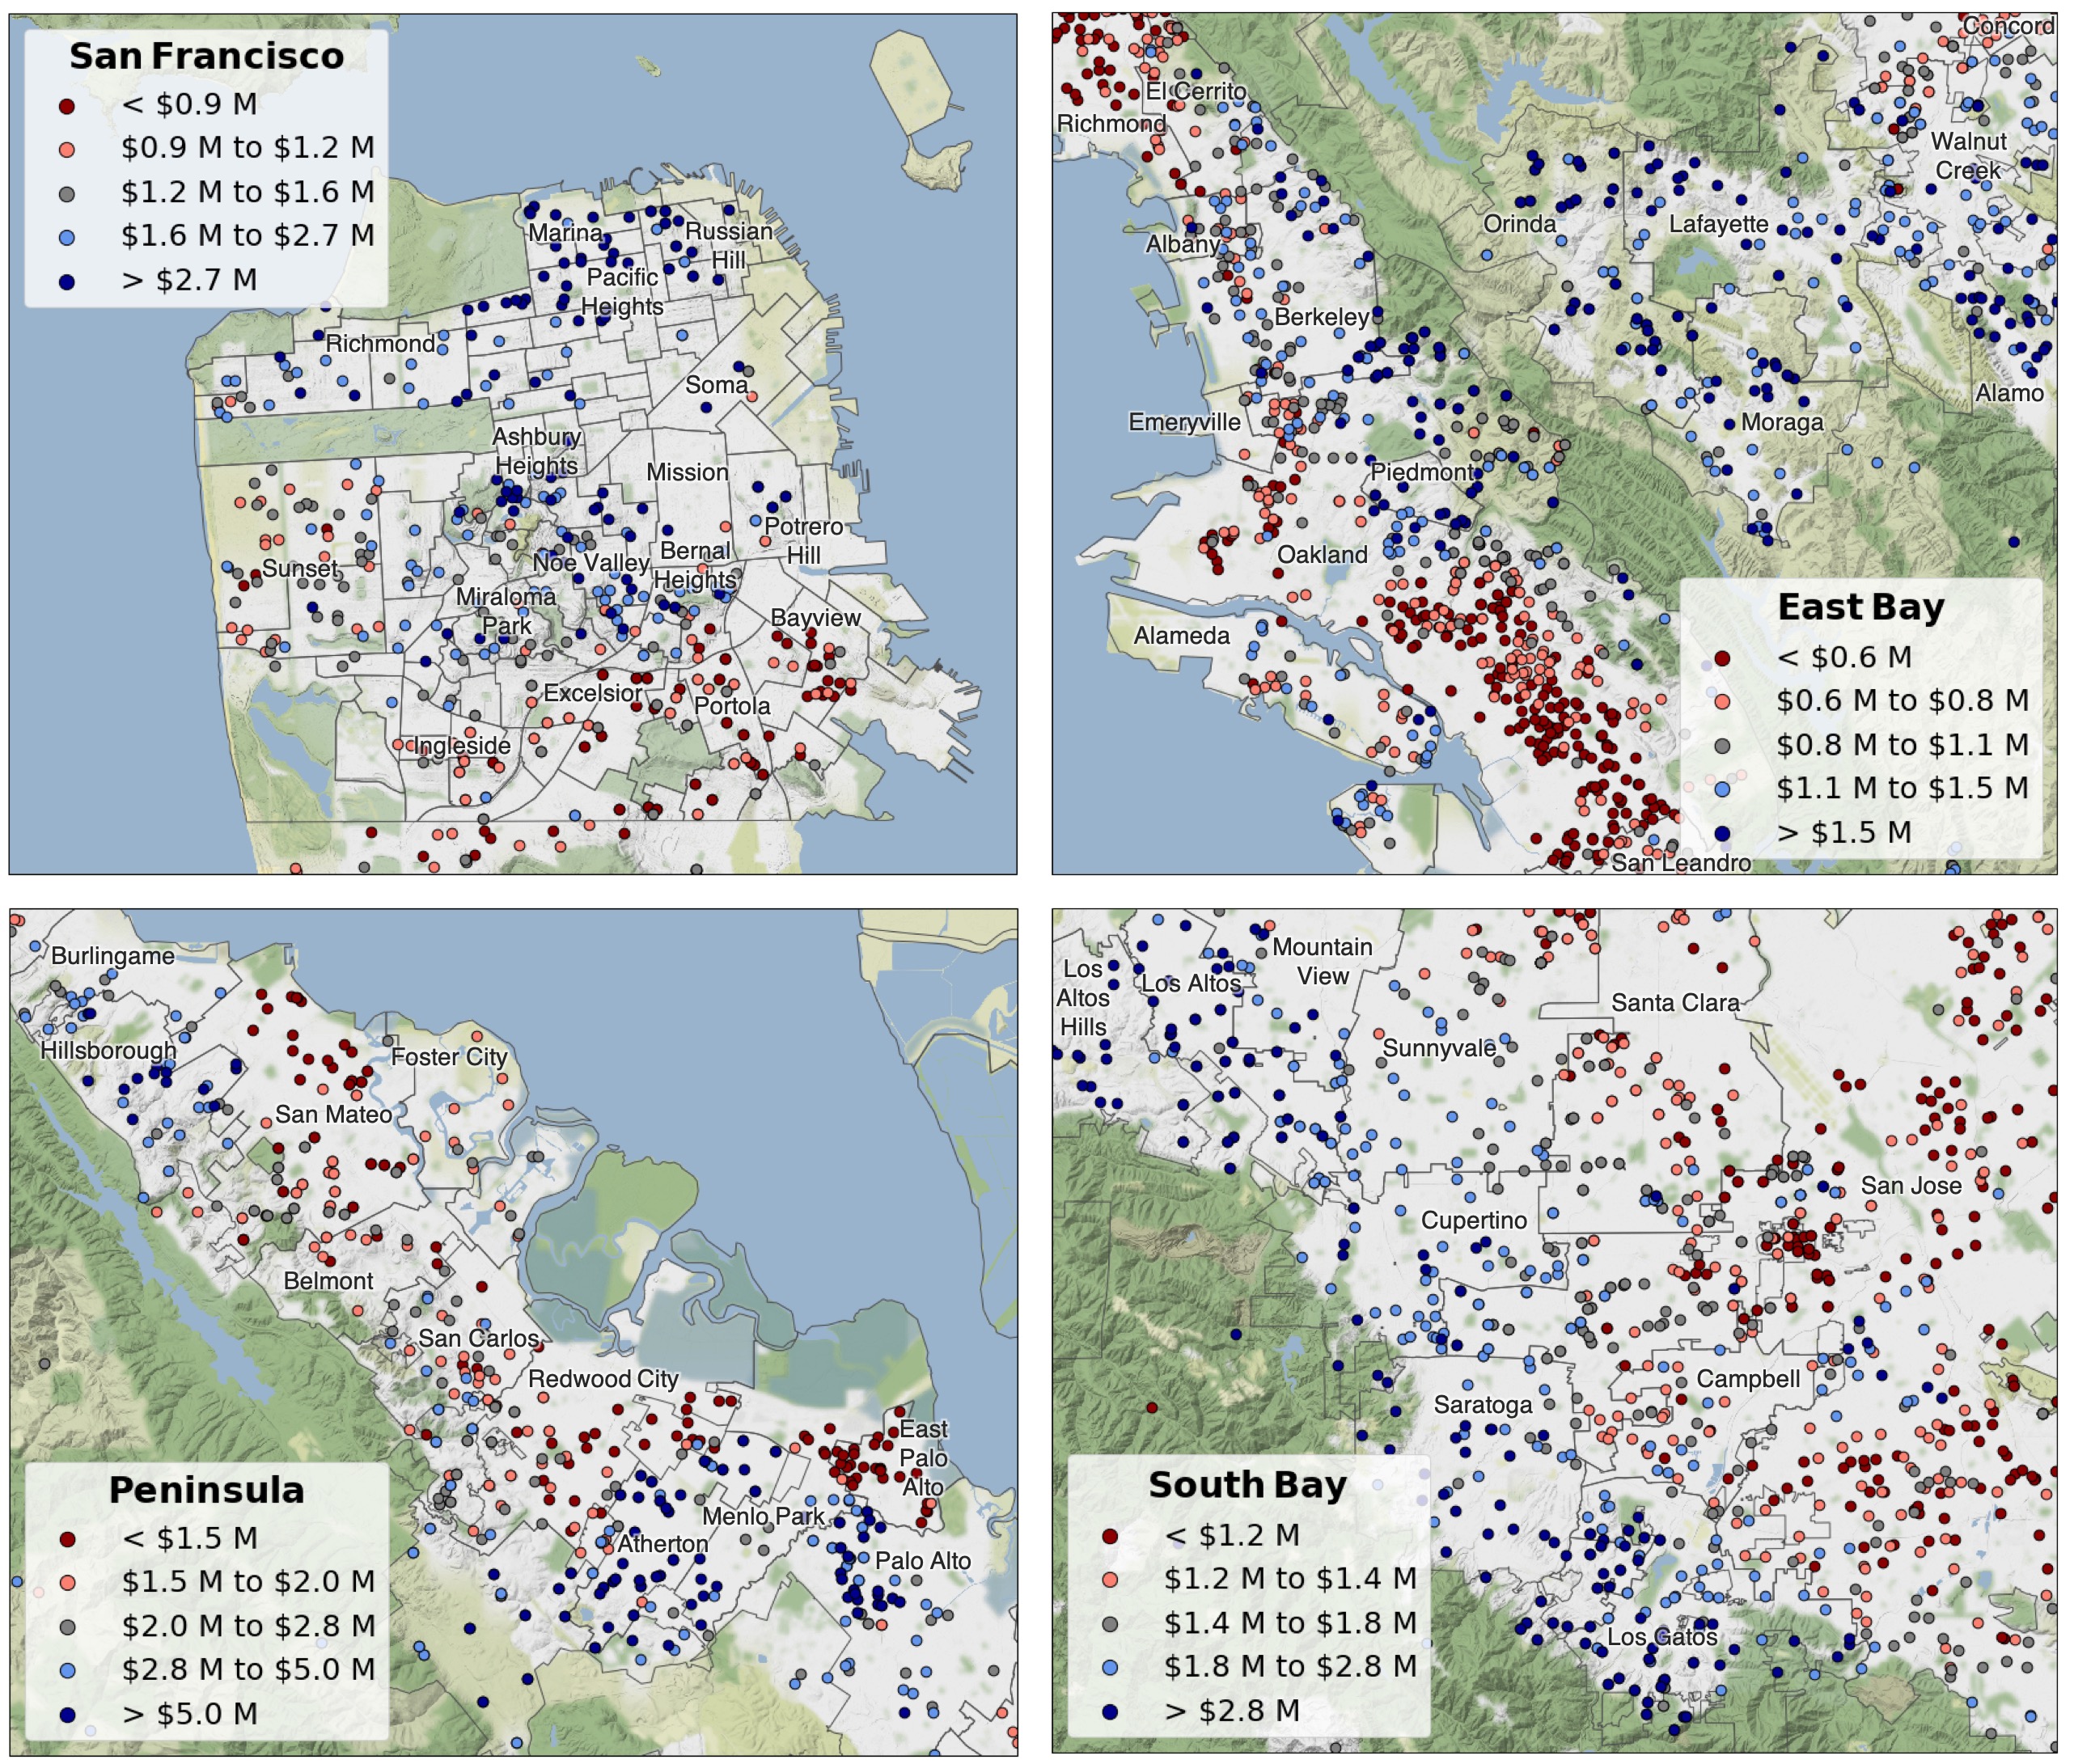 San Francisco
< $0.9 M
$0.9 M to $1.2 M
$1.2 M to $1.6 M
$1.6 M to $2.7 M
> $2.7 M
Marina
Russian
Hill
Pacific
Heights
Richmond
Soma
Ashbury
Heights
Mission
Potrero
Hill
Sunset
Noe Valley
Bernal
Heights
Miraloma
Park
Bayview
Excelsior
Portola
Ingleside
Concord
El Cerrito
Richmond
Walnut
Creek
Orinda
Lafayette
Albany
Berkeley
Alamo
Emeryville
Moraga
Piedmont
Oakland
Alameda
San Leandro
East Bay
< $0.6 M
$0.6 M to $0.8 M
$0.8 M to $1.1 M
$1.1 M to $1.5 M
> $1.5 M
Burlingame
Hillsborough
Foster City
San Mateo
Belmont
San Carlos
Redwood City
East
Palo
Alto
Menlo Park
Atherton
Palo Alto
Peninsula
< $1.5 M
$1.5 M to $2.0 M
$2.0 M to $2.8 M
$2.8 M to $5.0 M
> $5.0 M
Mountain
View
Los
Altos
Hills
Los Altos
Santa Clara
Sunnyvale
San Jose
Cupertino
Campbell
Saratoga
Los Gatos
South Bay
< $1.2 M
$1.2 M to $1.4 M
$1.4 M to $1.8 M
$1.8 M to $2.8 M
> $2.8 M